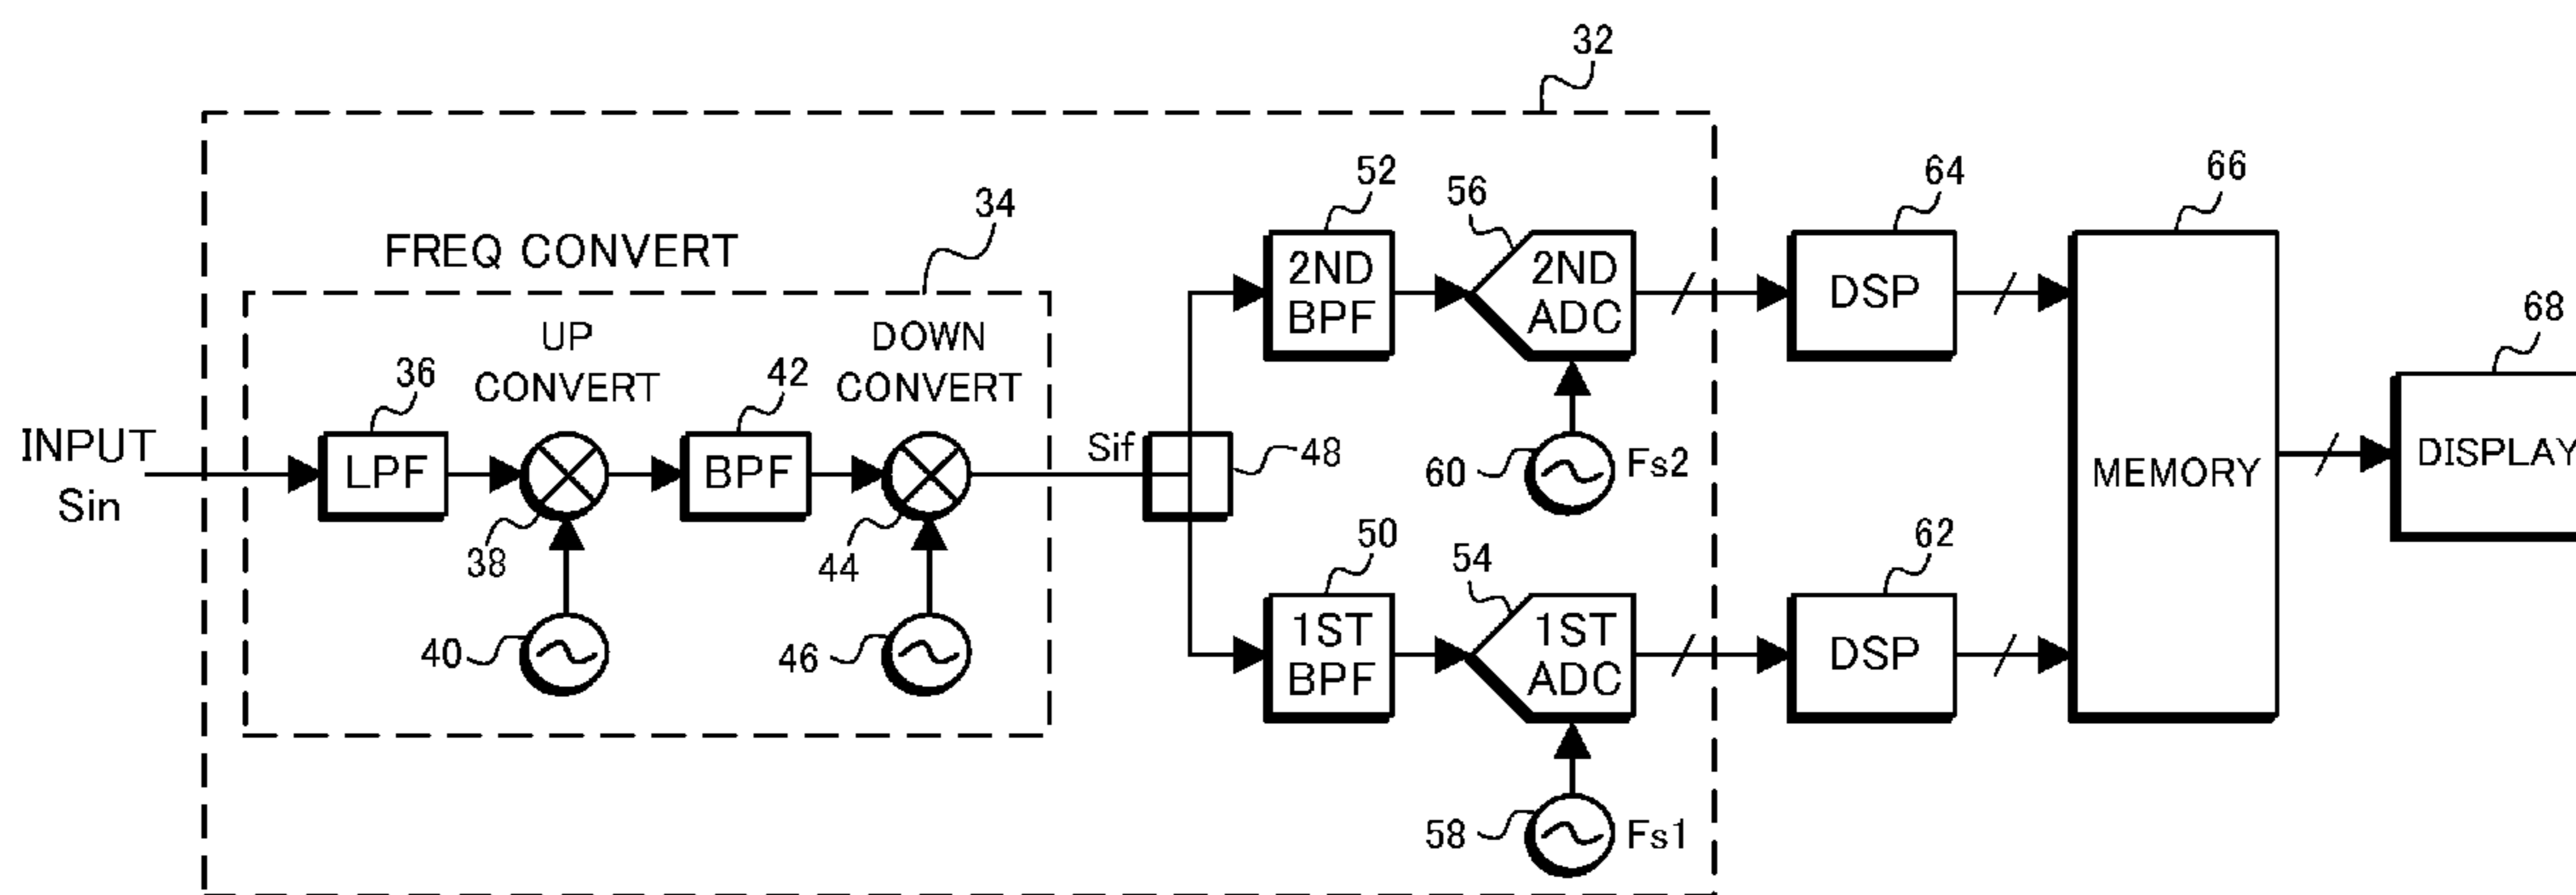 32
52
56
64
66
34
FREQ CONVERT
2ND
BPF
2ND
ADC
DSP
68
UP
CONVERT
DOWN
CONVERT
36
42
INPUT
Sin
LPF
BPF
Sif
48
60
Fs2
MEMORY
DISPLAY
38
44
50
54
62
40
46
1ST
BPF
1ST
ADC
DSP
58
Fs1